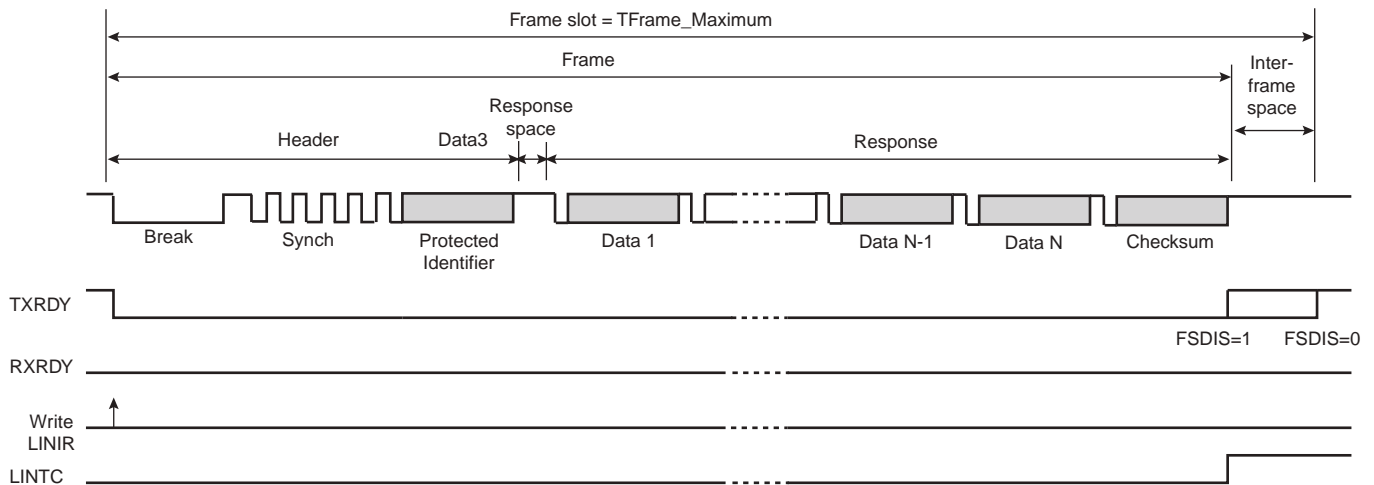 Frame slot = TFrame_Maximum
Frame
Inter-
frame
space
Response
space
Header
Data3
Response
Break
Synch
Protected
Identifier
Data 1
Data N-1
Data N
Checksum
TXRDY
FSDIS=1
FSDIS=0
RXRDY
Write
LINIR
LINTC